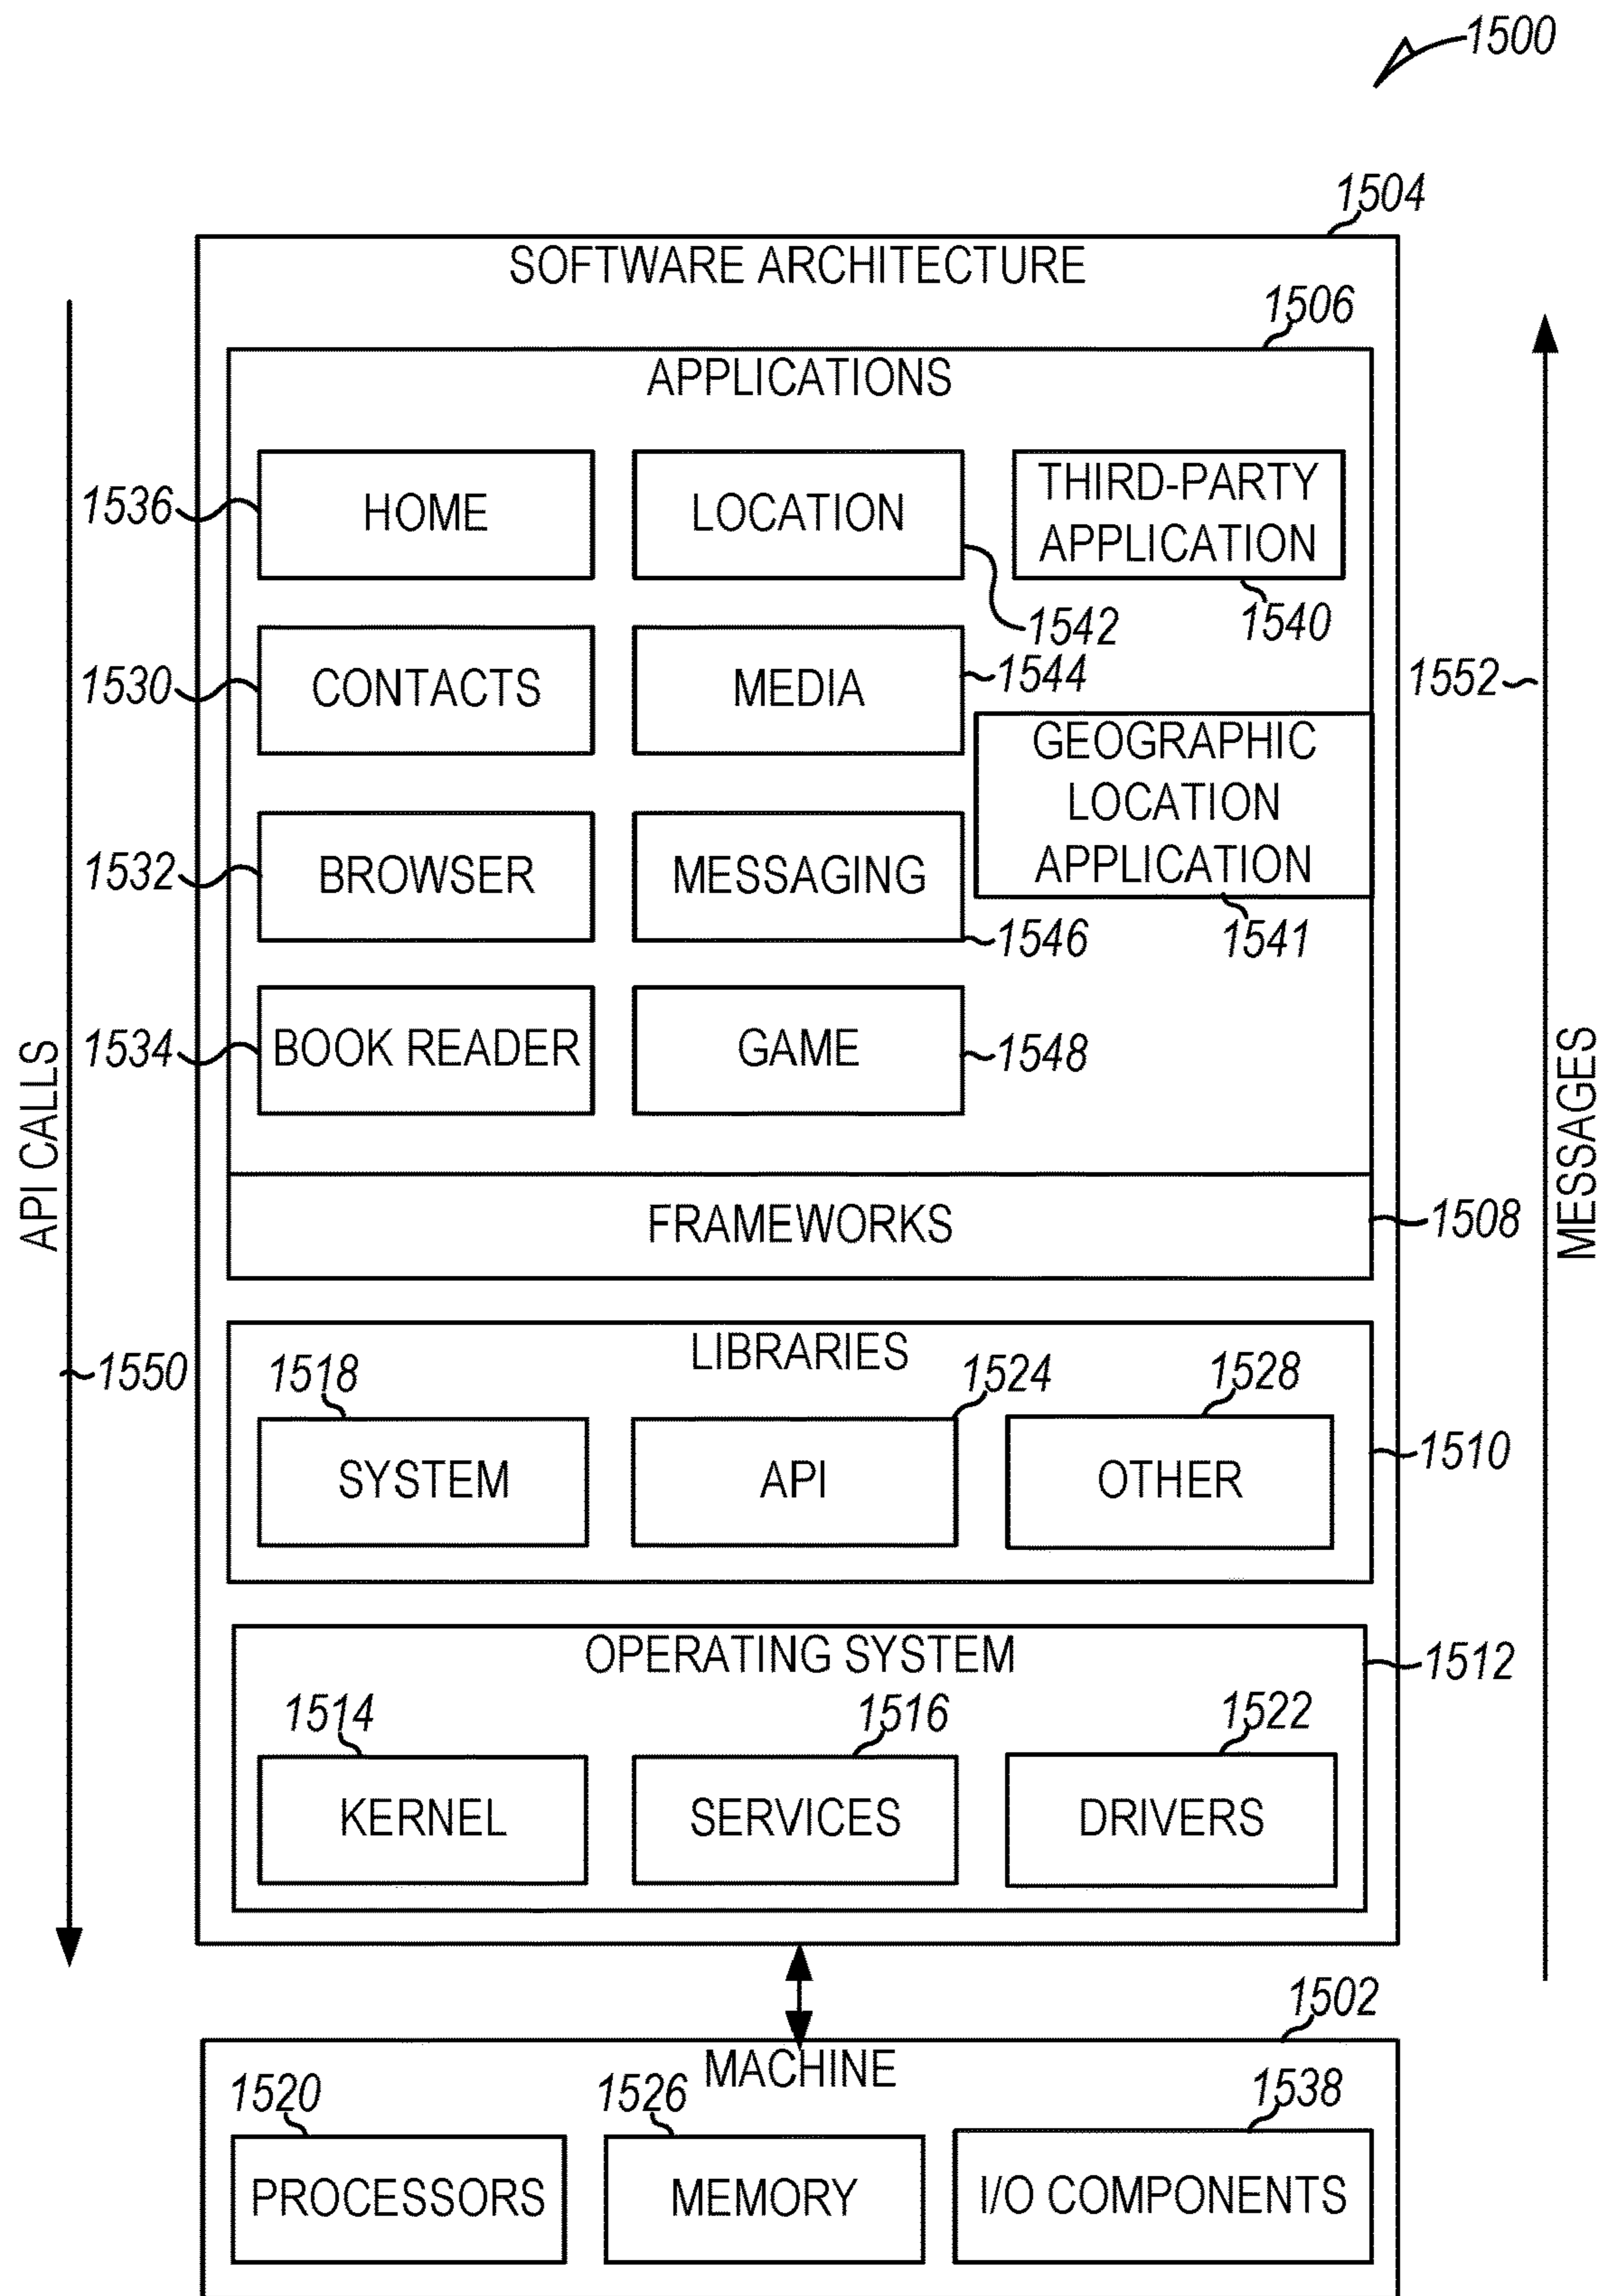 1500
1504
SOFTWARE ARCHITECTURE
1506
APPLICATIONS
1536
HOME
LOCATION
1542
THIRD-PARTY
APPLICATION
1540
1530
CONTACTS
MEDIA
1544
1552
GEOGRAPHIC
LOCATION
APPLICATION
1541
1532
BROWSER
MESSAGING
1546
1534
BOOK READER
GAME
1548
API CALLS
MESSAGES
FRAMEWORKS
1508
1550
LIBRARIES
1518
1524
1528
SYSTEM
API
OTHER
1510
OPERATING SYSTEM
1512
1514
1516
1522
KERNEL
SERVICES
DRIVERS
1502
MACHINE
1520
1526
1538
PROCESSORS
MEMORY
I/O COMPONENTS